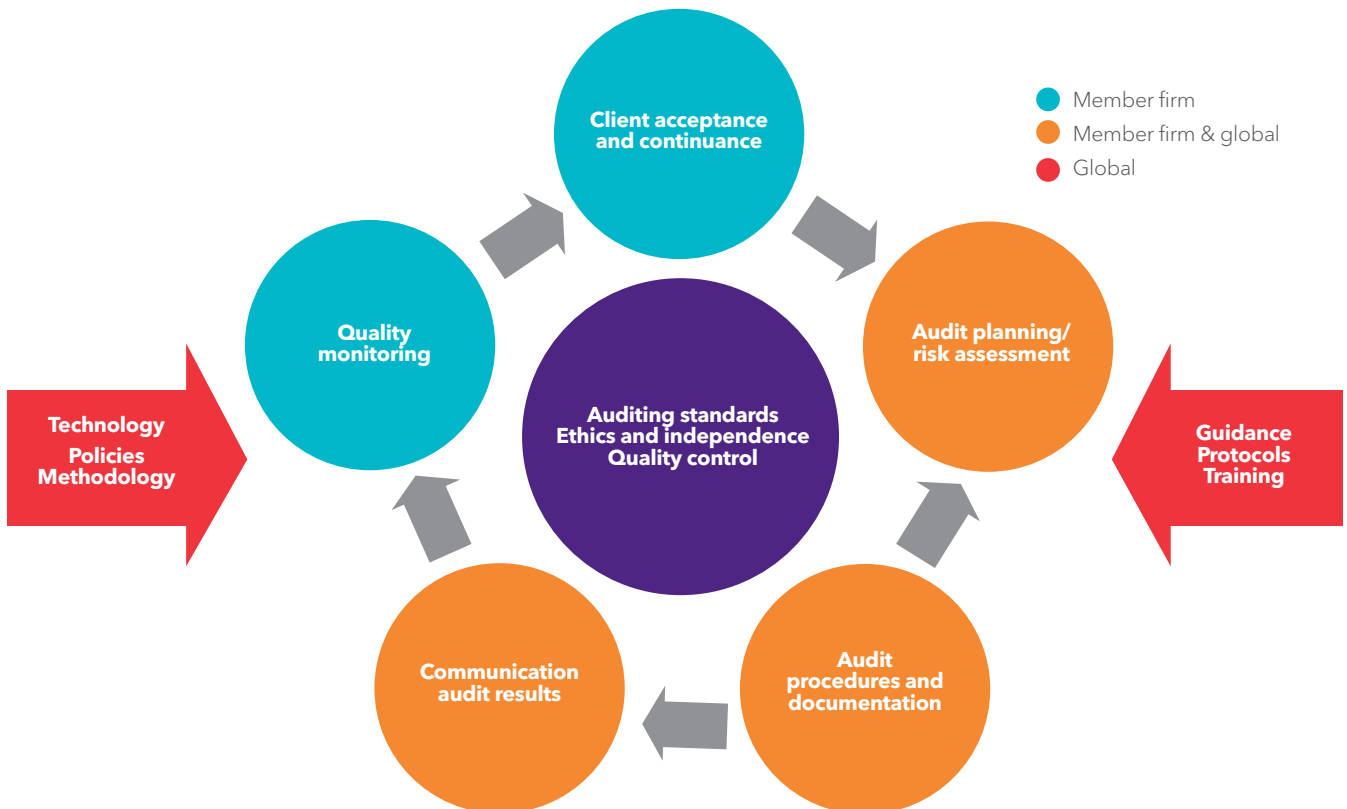 Client acceptance
and continuance
Member firm
Member firm & global
Global
Quality
monitoring
Audit planning/
risk assessment
Technology
Policies
Methodology
Auditing standards
Ethics and independence
Quality control
Guidance
Protocols
Training
Communication
audit results
Audit
procedures and
documentation